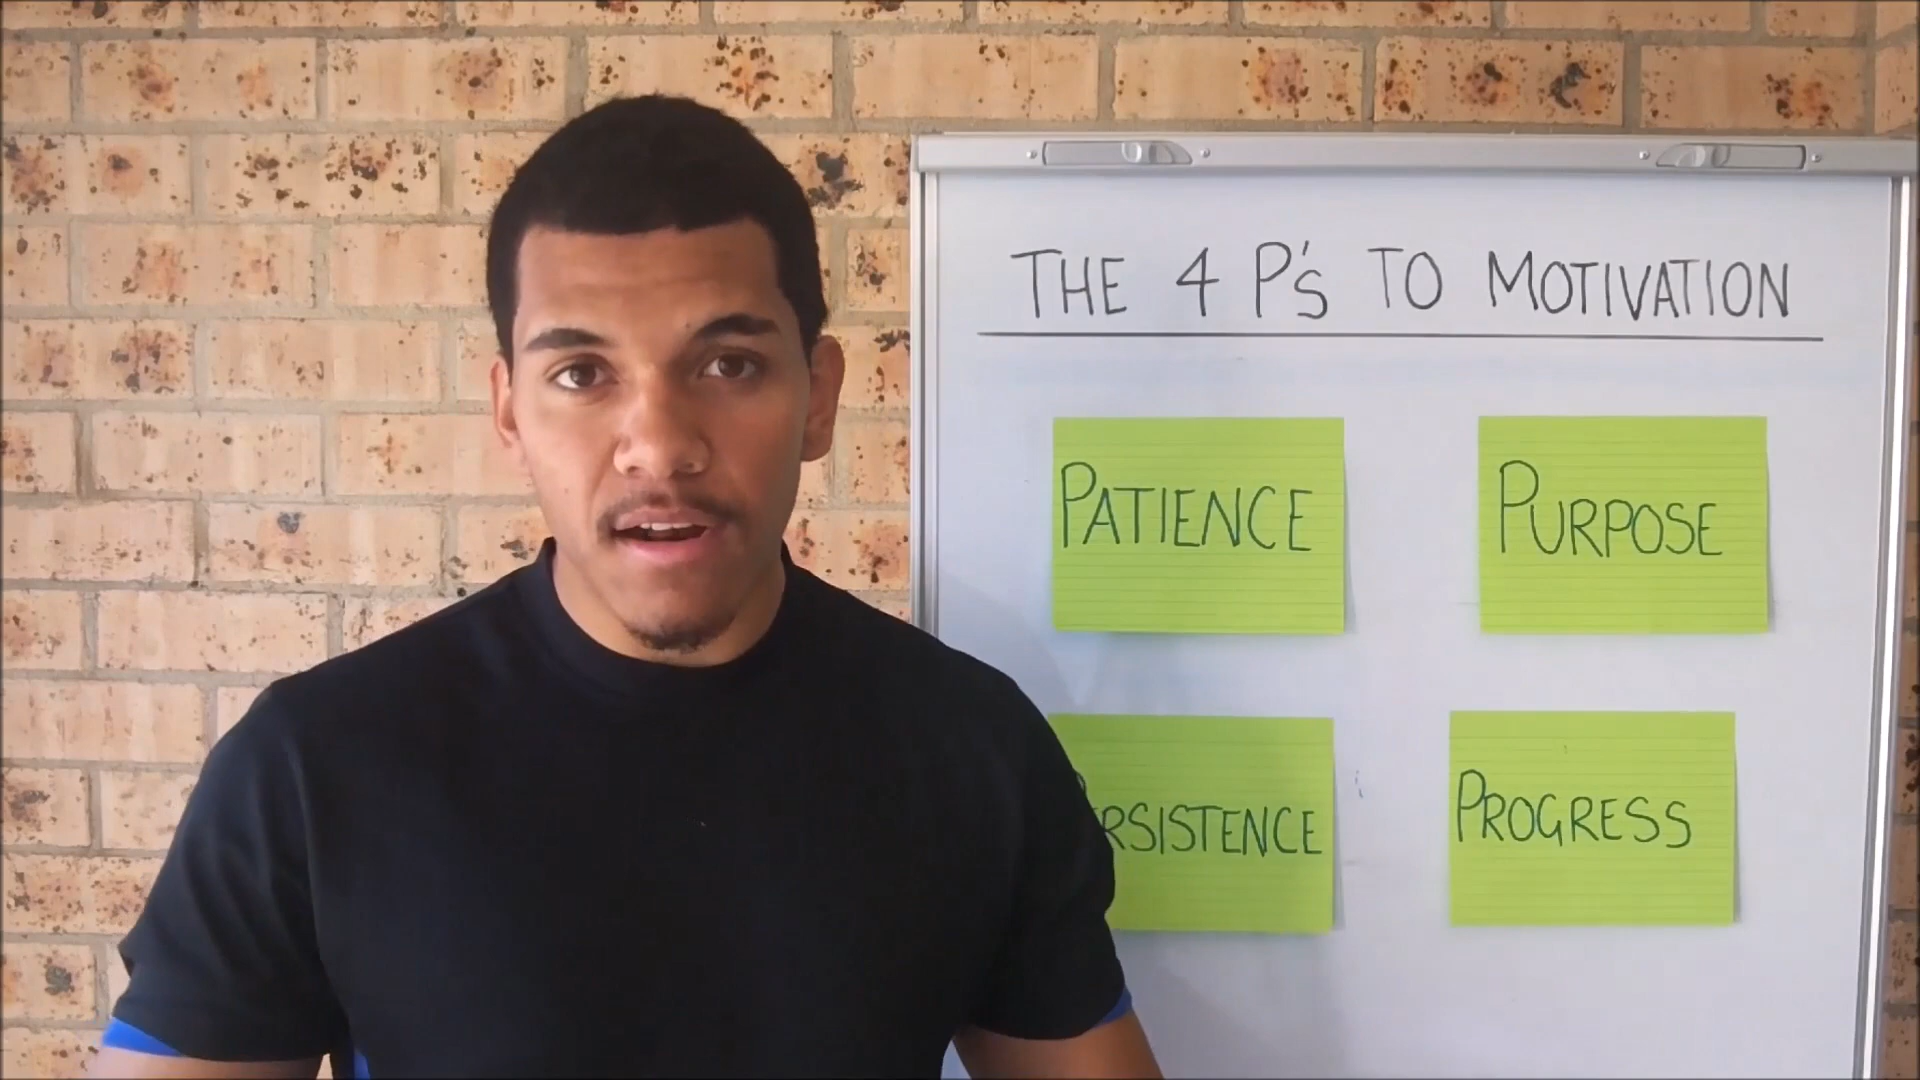 THE 4 P's TO MOTIVATION
PATIENCE
PURPOSE
RSISTENCE
PROGRESS